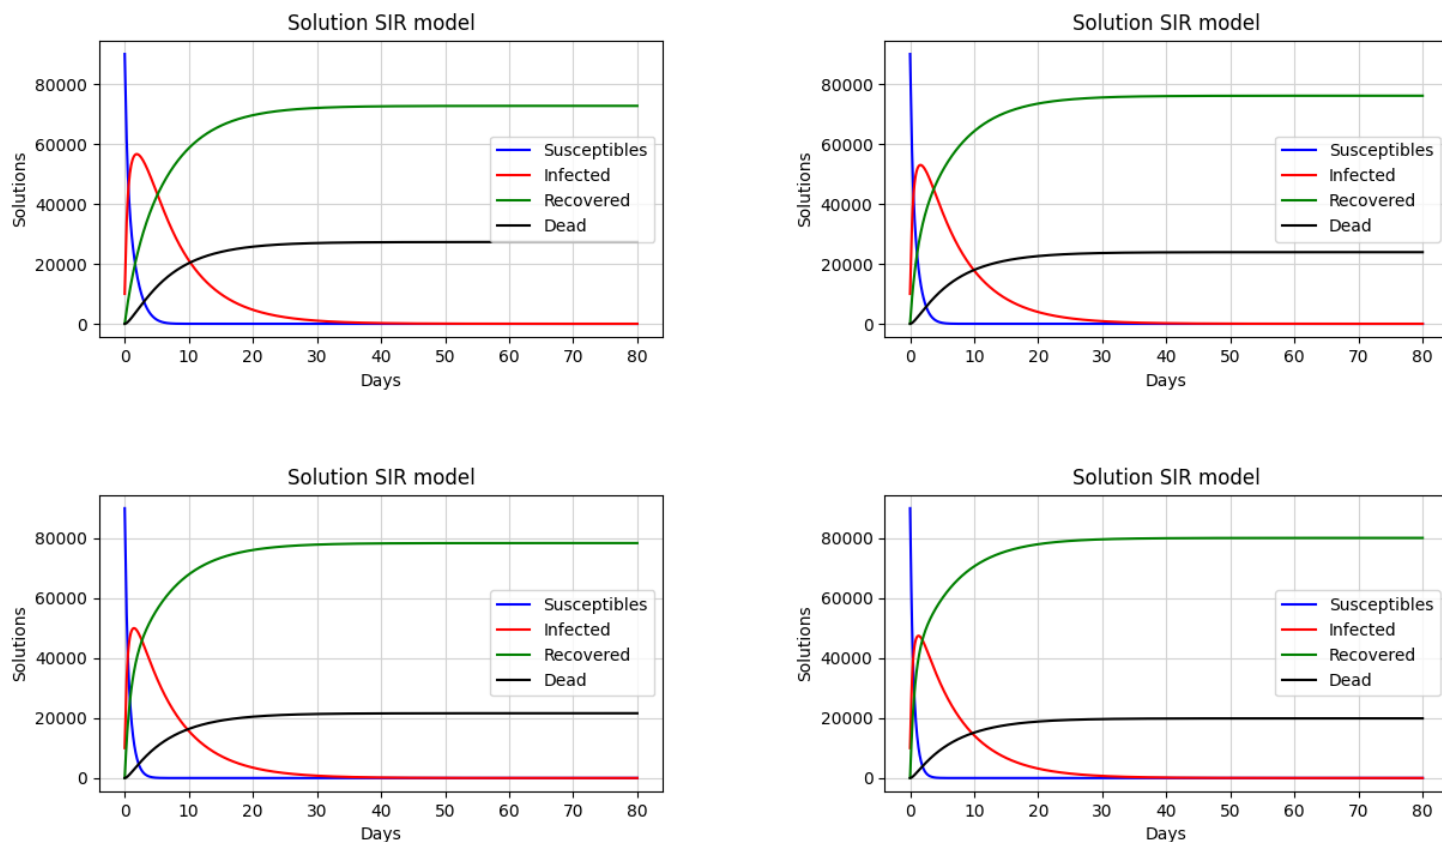 Solution SIR model
80000
60000
40000
20000
0
Solutions
Susceptibles
Infected
Recovered
Dead
0 10 20 30 40 50 60 70 80
Days
Solution SIR model
80000
60000
40000
20000
0
Solutions
Susceptibles
Infected
Recovered
Dead
0 10 20 30 40 50 60 70 80
Days
Solution SIR model
80000
60000
40000
20000
0
Solutions
Susceptibles
Infected
Recovered
Dead
0 10 20 30 40 50 60 70 80
Days
Solution SIR model
80000
60000
40000
20000
0
Solutions
Susceptibles
Infected
Recovered
Dead
0 10 20 30 40 50 60 70 80
Days